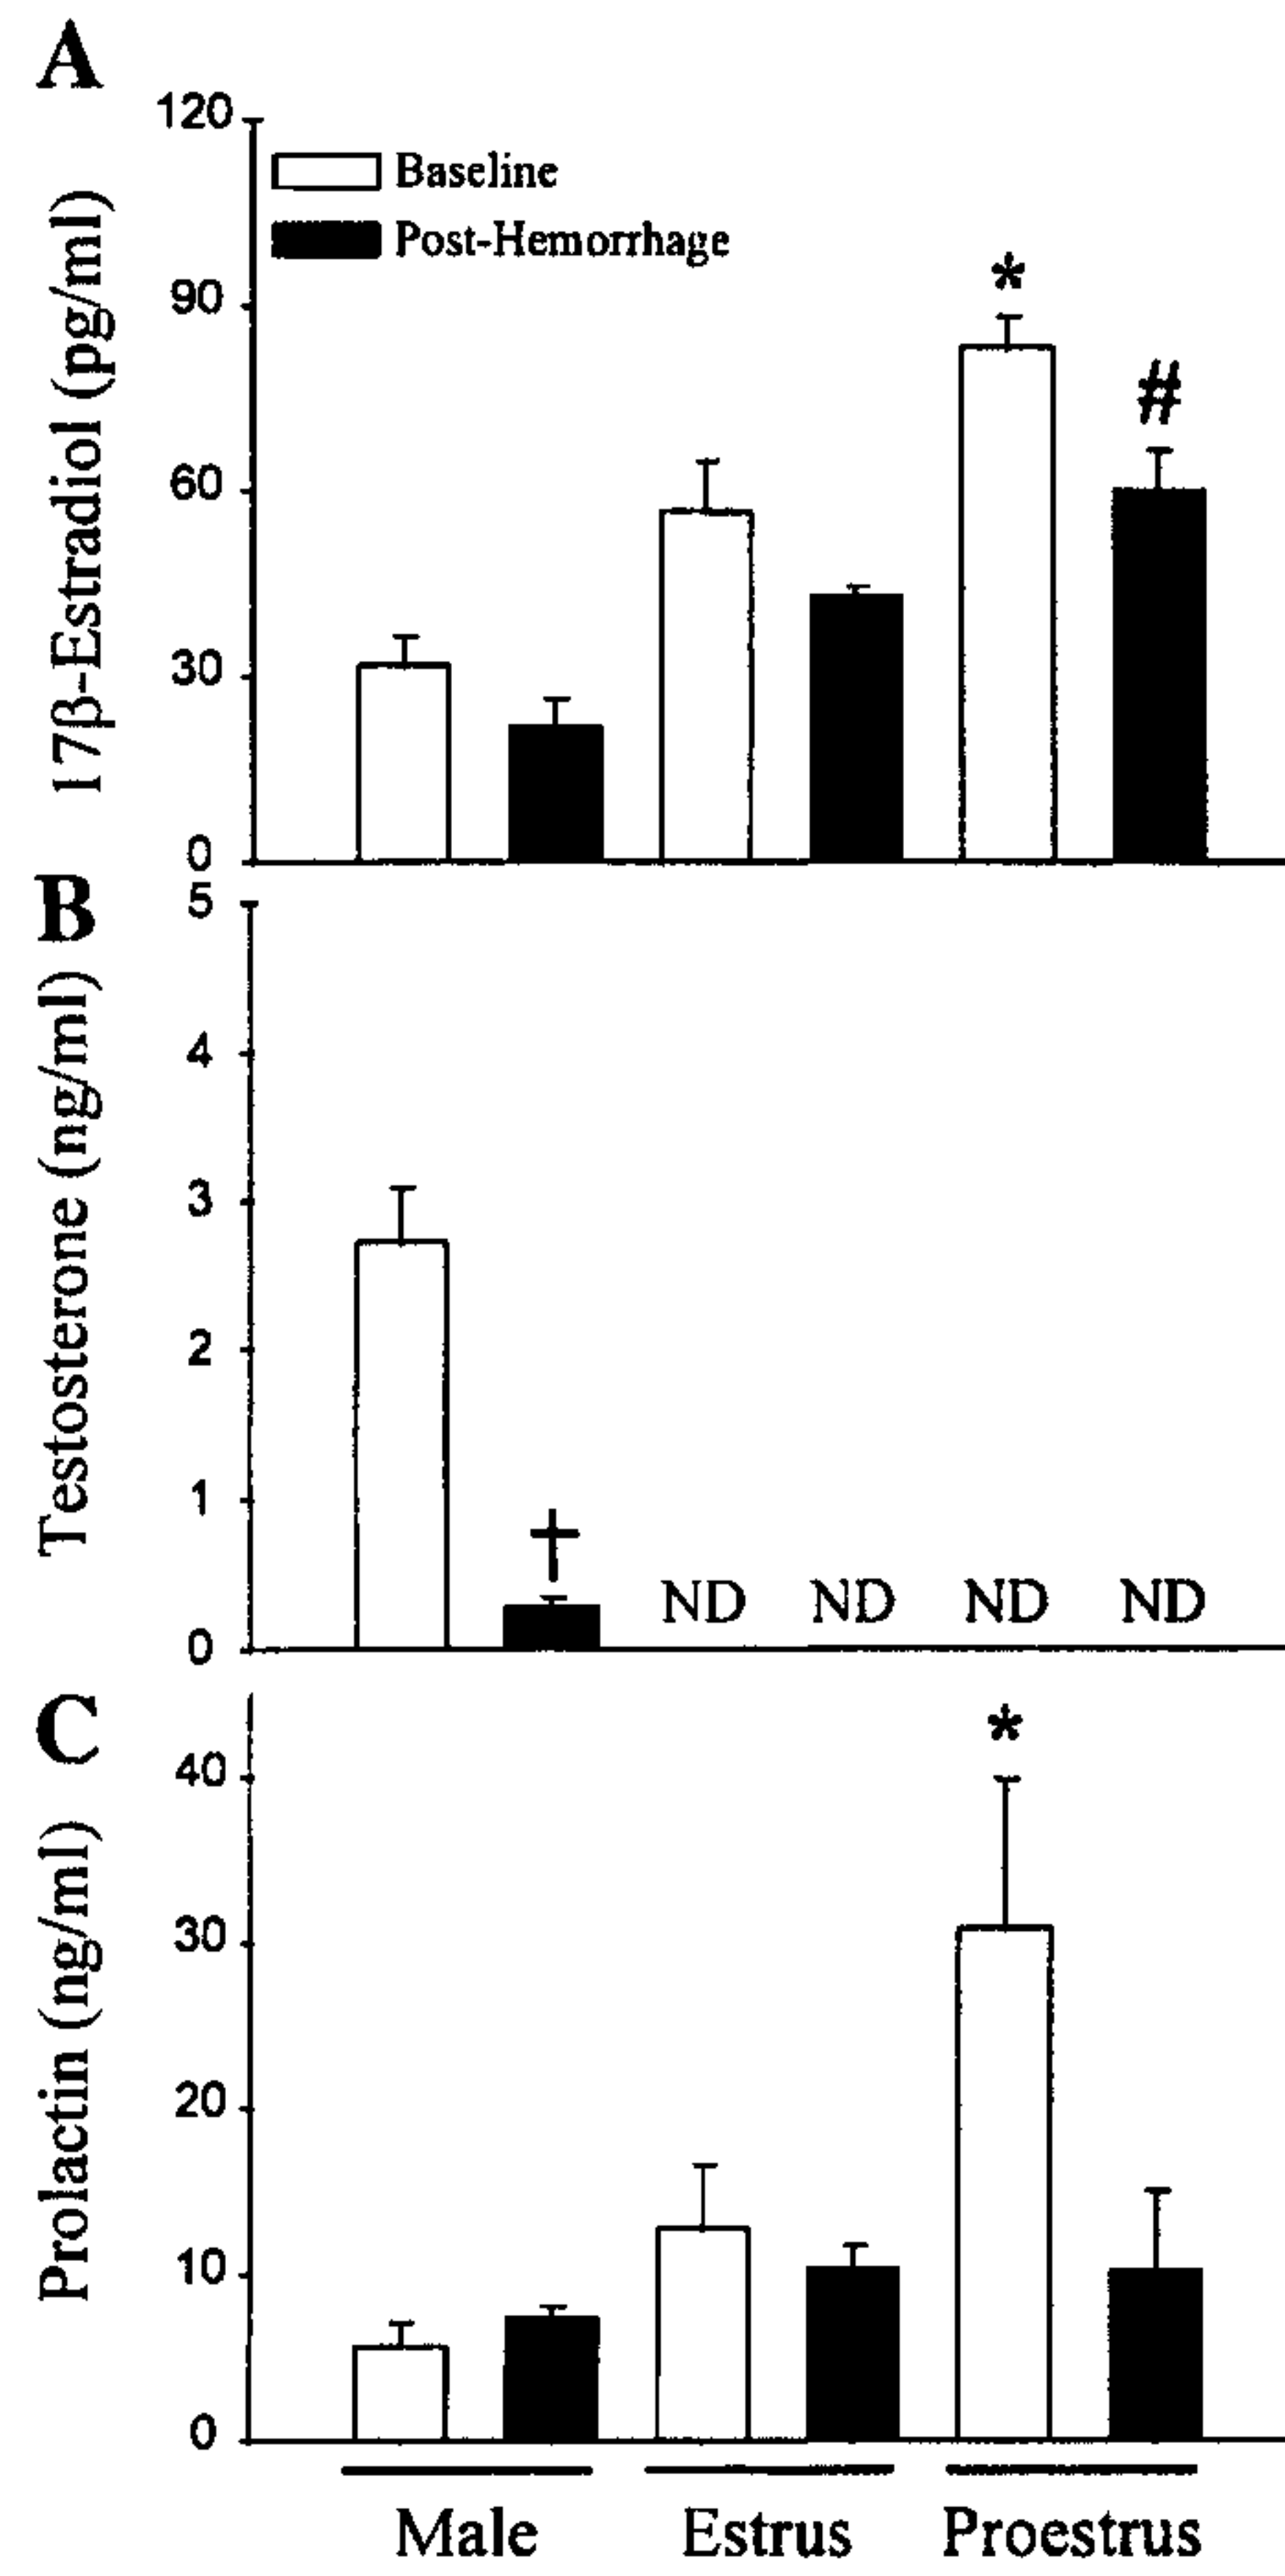 A
17β-Estradiol (pg/ml)
120
90
60
30
0
Baseline
Post-Hemorrhage
*
#
B
Testosterone (ng/ml)
5
4
3
2
1
0
†
ND ND ND ND
C
Prolactin (ng/ml)
40
30
20
10
0
*
Male Estrus Proestrus